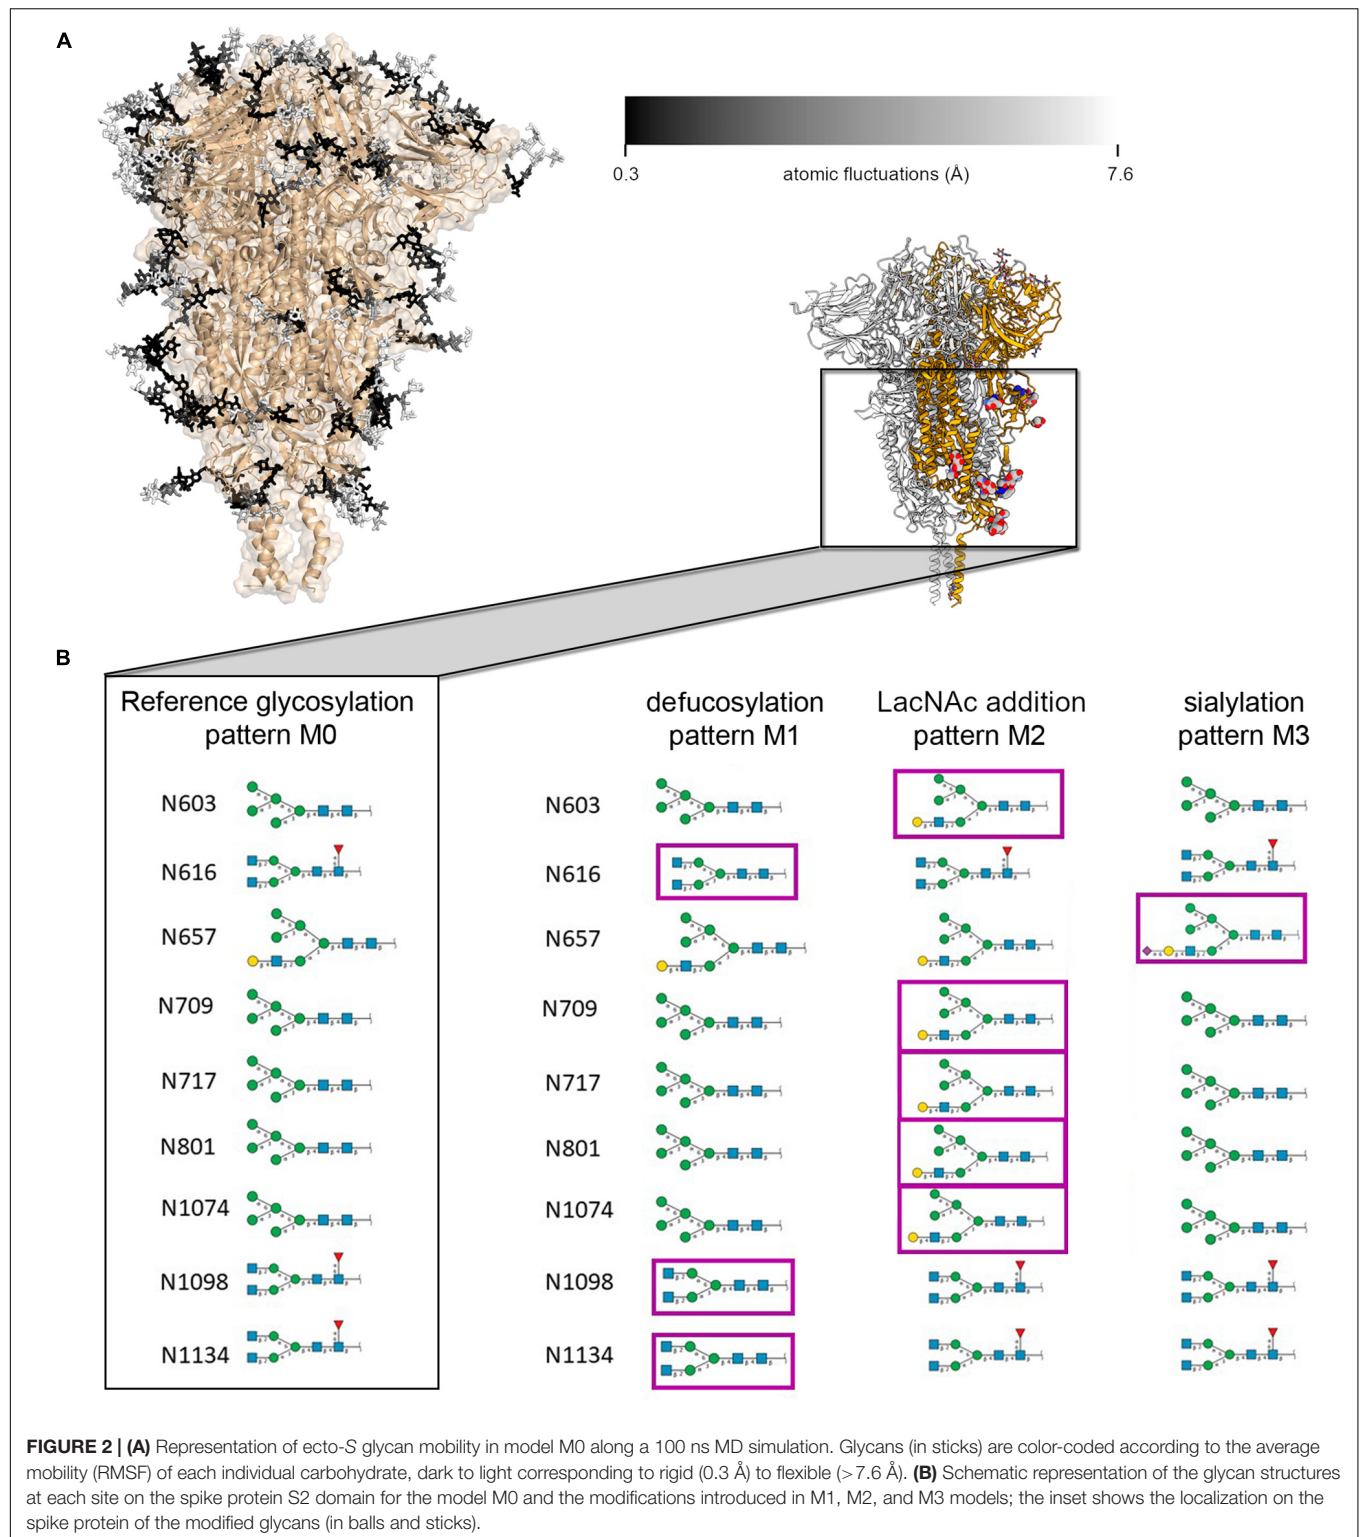 A
0.3
atomic fluctuations (Å)
7.6
B
Reference glycosylation
pattern M0
N603
N616
N657
N709
N717
N801
N1074
N1098
N1134
defucosylation
pattern M1
LacNAc addition
pattern M2
sialylation
pattern M3
N603
N616
N657
N709
N717
N801
N1074
N1098
N1134
FIGURE 2 | (A) Representation of ecto-S glycan mobility in model M0 along a 100 ns MD simulation. Glycans (in sticks) are color-coded according to the average
mobility (RMSF) of each individual carbohydrate, dark to light corresponding to rigid (0.3 Å) to flexible (>7.6 Å). (B) Schematic representation of the glycan structures
at each site on the spike protein S2 domain for the model M0 and the modifications introduced in M1, M2, and M3 models; the inset shows the localization on the
spike protein of the modified glycans (in balls and sticks).